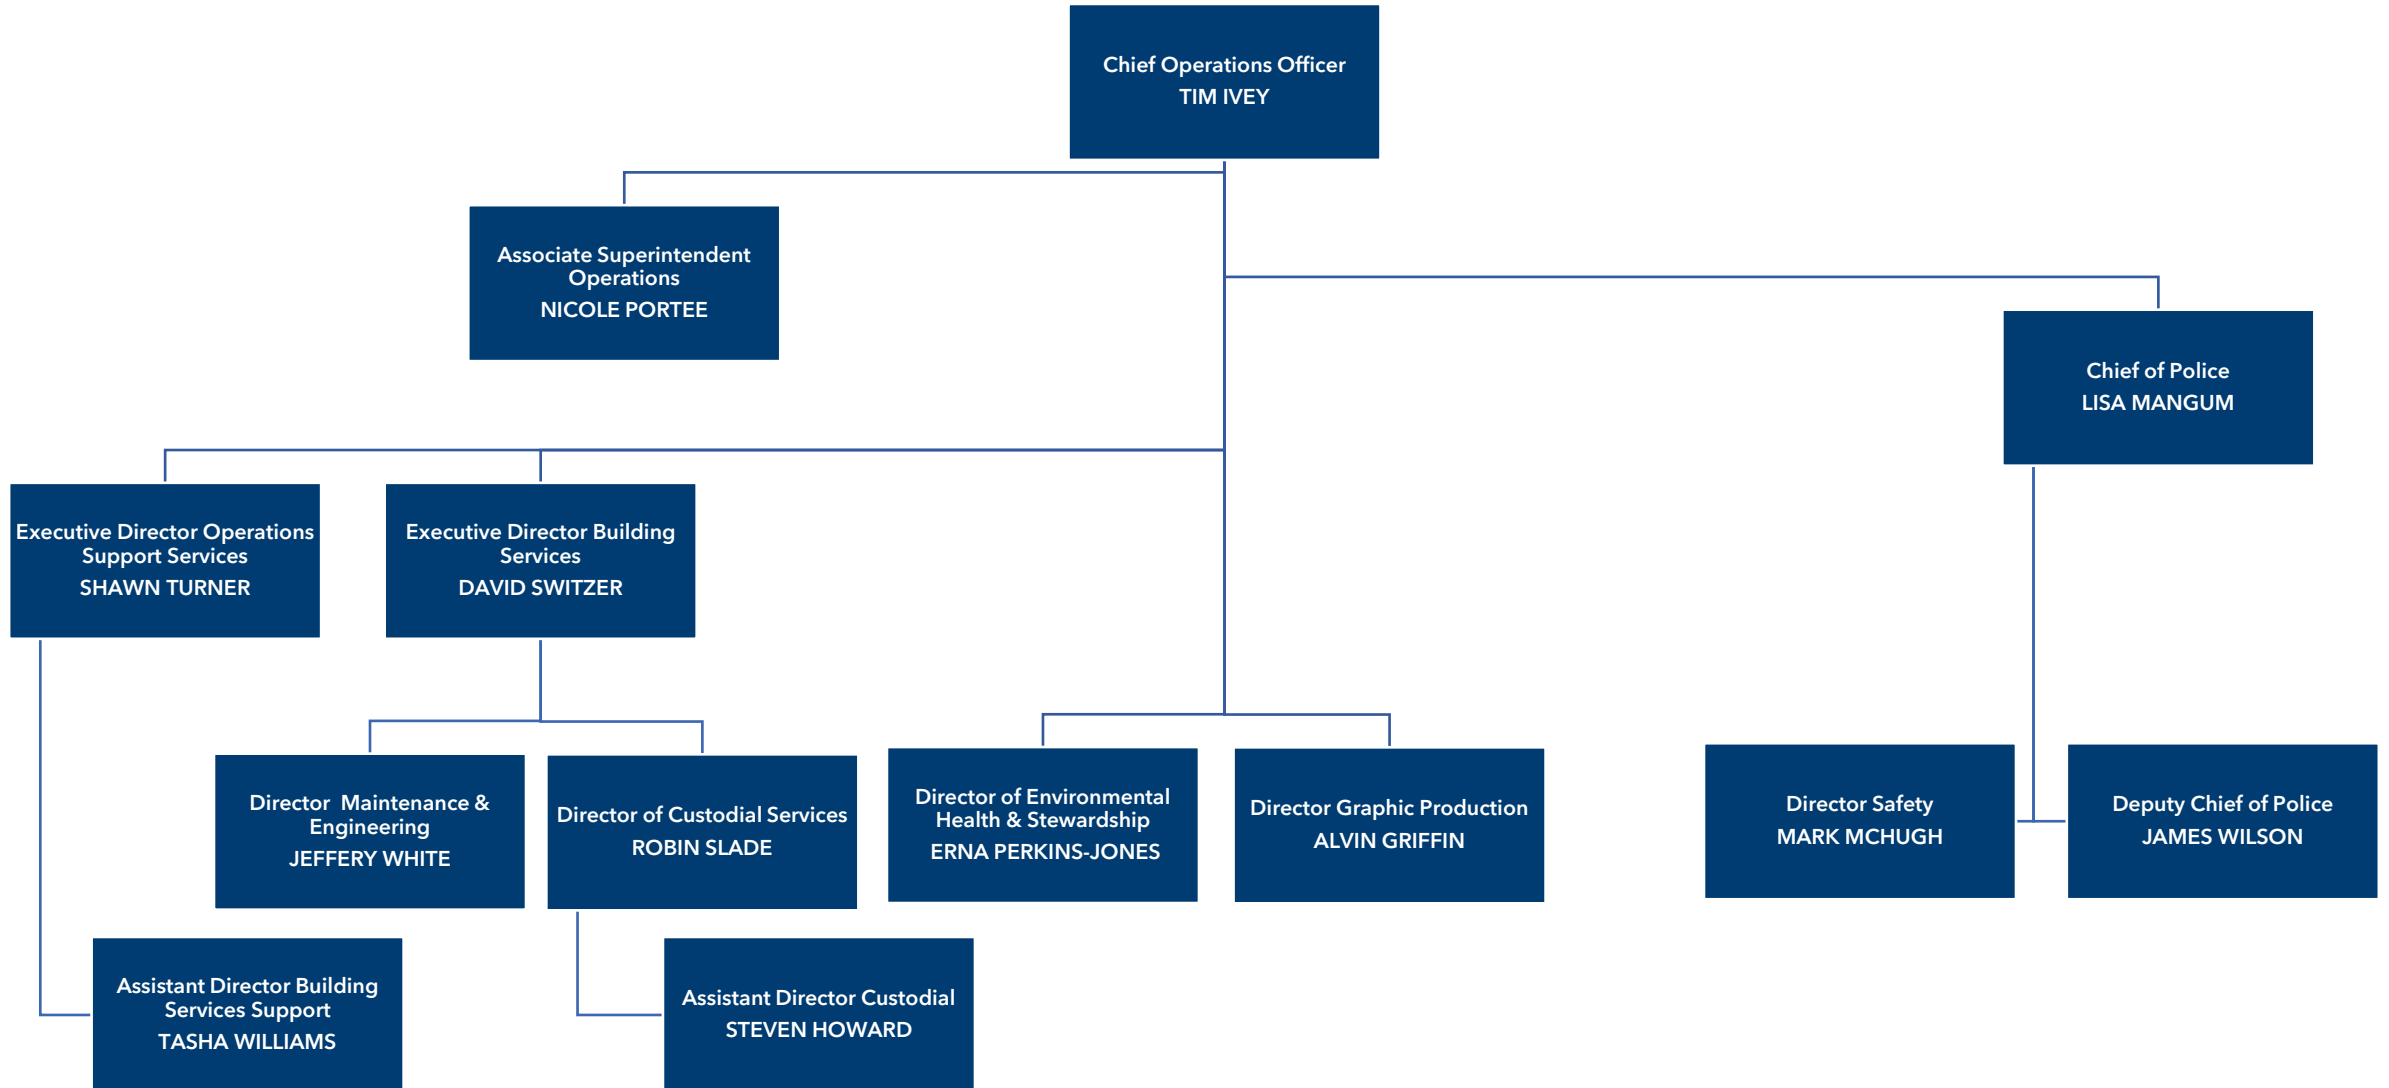 Chief Operations Officer
TIM IVEY
Associate Superintendent
Operations
NICOLE PORTEE
Chief of Police
LISA MANGUM
Executive Director Operations
Support Services
SHAWN TURNER
Executive Director Building
Services
DAVID SWITZER
Director  Maintenance &
Engineering
JEFFERY WHITE
Director of Custodial Services
ROBIN SLADE
Director of Environmental
Health & Stewardship
ERNA PERKINS-JONES
Director Graphic Production
ALVIN GRIFFIN
Director Safety
MARK MCHUGH
Deputy Chief of Police
JAMES WILSON
Assistant Director Building
Services Support
TASHA WILLIAMS
Assistant Director Custodial
STEVEN HOWARD